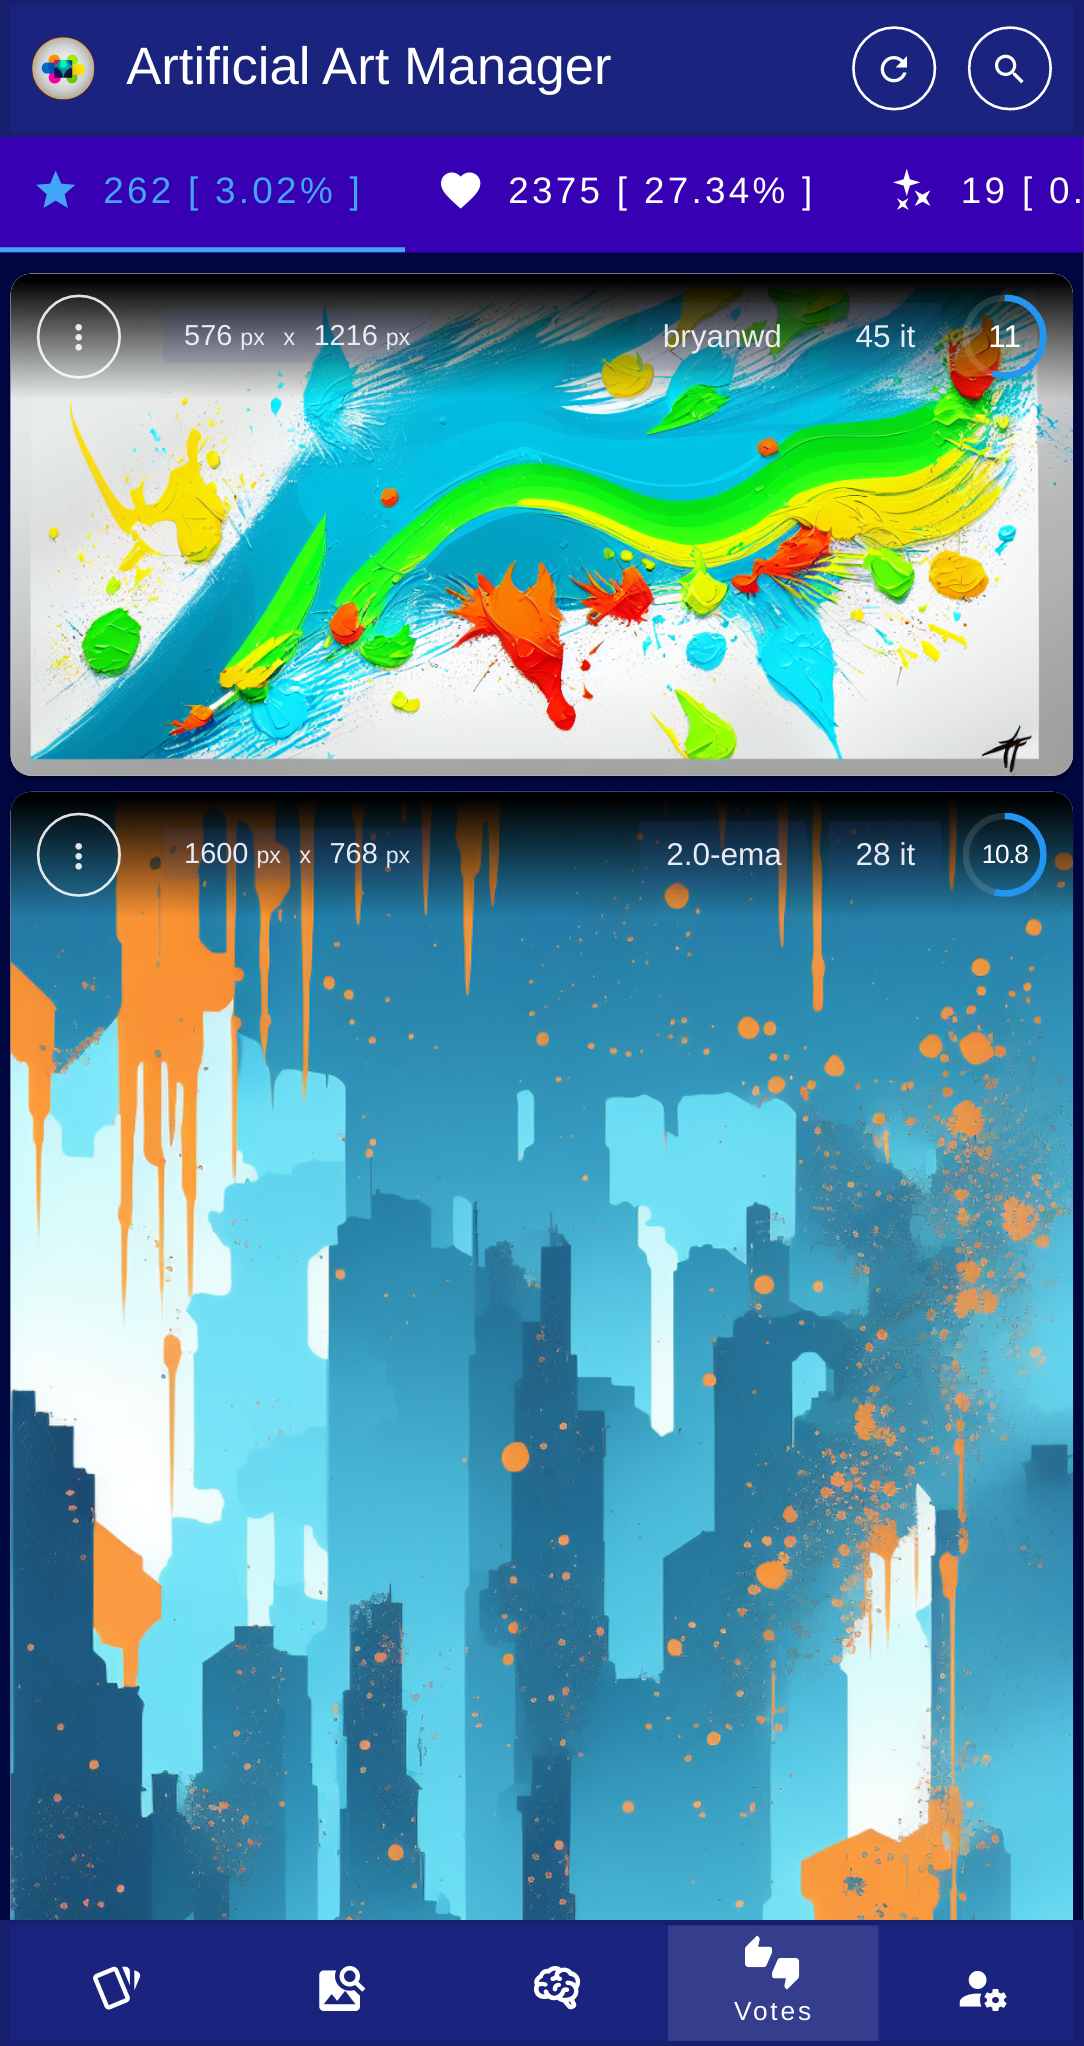 Artificial Art Manager
262 [ 3.02% ] 2375 [ 27.34% ] 19 [ 0.
576 px x 1216 px bryanwd 45 it 11
1600 px x 768 px 2.0-ema 28 it 10.8
Votes